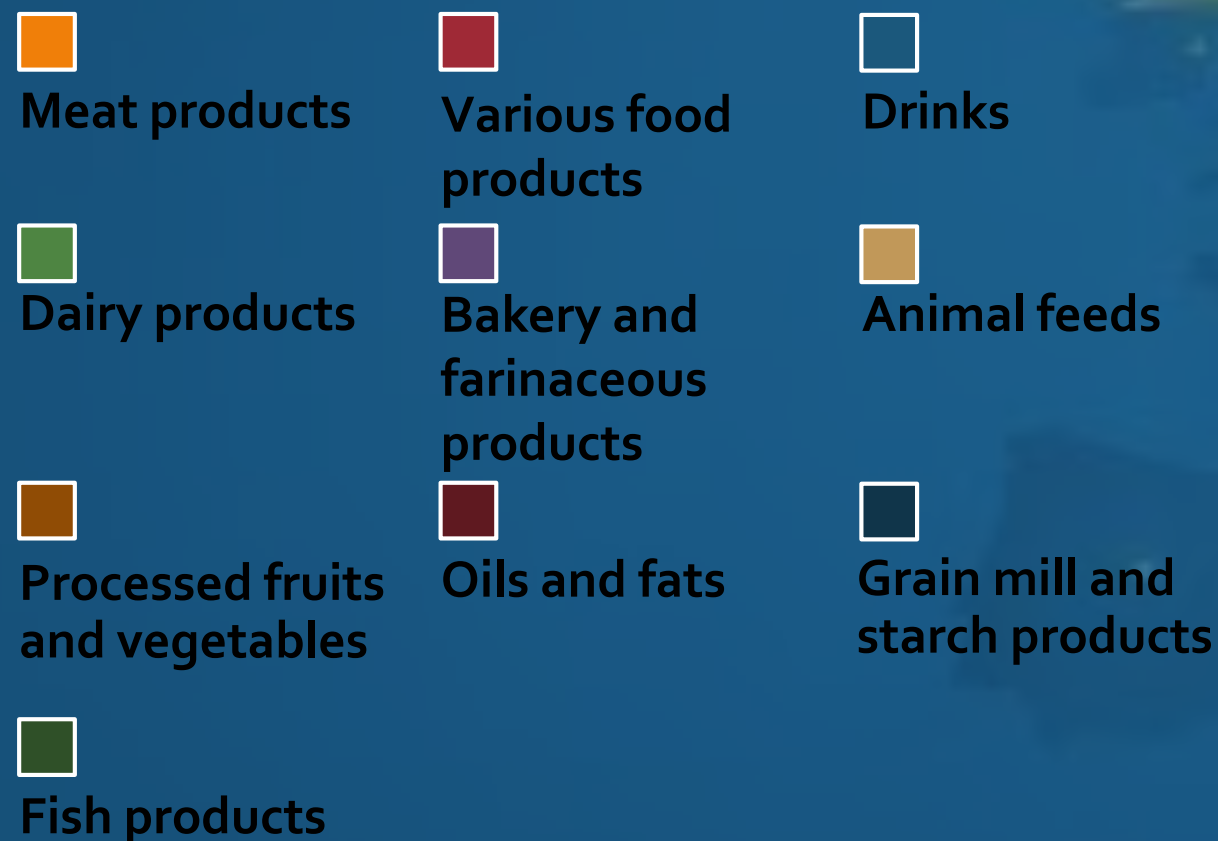 Meat products
Various food
products
Drinks
Dairy products
Bakery and
farinaceous
products
Animal feeds
Processed fruits
and vegetables
Oils and fats
Grain mill and
starch products
Fish products